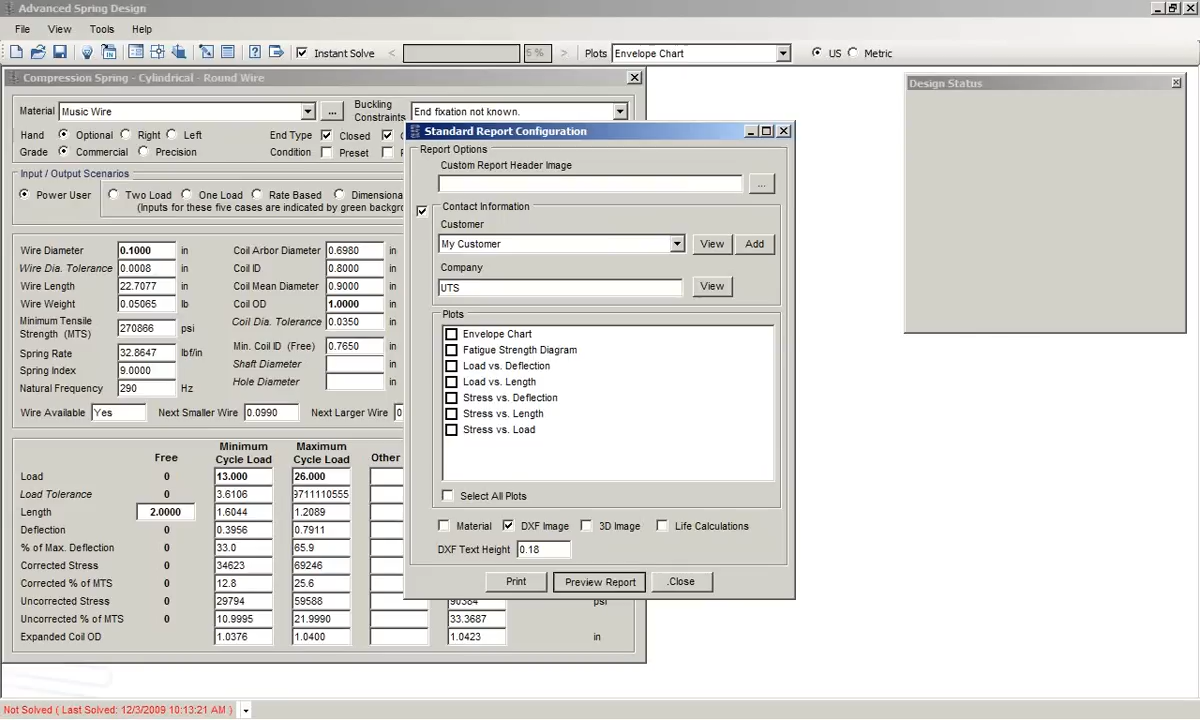 Advanced Spring Design
File View Tools Help
Instant Solve < 5 % > Plots Envelope Chart US Metric
Compression Spring - Cylindrical - Round Wire
Design Status
Material Music Wire ... Buckling Constraints End fixation not known.
Hand Optional Right Left End Type Closed
Grade Commercial Precision Condition Preset
Input / Output Scenarios
Power User Two Load One Load Rate Based Dimensiona
(Inputs for these five cases are indicated by green backgro
Wire Diameter 0.1000 in Coil Arbor Diameter 0.6980 in
Wire Dia. Tolerance 0.0008 in Coil ID 0.8000 in
Wire Length 22.7077 in Coil Mean Diameter 0.9000 in
Wire Weight 0.05065 lb Coil OD 1.0000 in
Minimum Tensile Strength (MTS) 270866 psi Coil Dia. Tolerance 0.0350 in
Spring Rate 32.8647 lbf/in Min. Coil ID (Free) 0.7650 in
Spring Index 9.0000 Shaft Diameter in
Natural Frequency 290 Hz Hole Diameter in
Wire Available Yes Next Smaller Wire 0.0990 Next Larger Wire 0
Free Minimum Cycle Load Maximum Cycle Load Other
Load 0 13.000 26.000
Load Tolerance 0 3.6106 9711110555
Length 2.0000 1.6044 1.2089
Deflection 0 0.3956 0.7911
% of Max. Deflection 0 33.0 65.9
Corrected Stress 0 34623 69246
Corrected % of MTS 0 12.8 25.6
Uncorrected Stress 0 29794 59588 90384 psi
Uncorrected % of MTS 0 10.9995 21.9990 33.3687
Expanded Coil OD 1.0376 1.0400 1.0423 in
Standard Report Configuration
Report Options
Custom Report Header Image
...
Contact Information
Customer
My Customer View Add
Company
UTS View
Plots
Envelope Chart
Fatigue Strength Diagram
Load vs. Deflection
Load vs. Length
Stress vs. Deflection
Stress vs. Length
Stress vs. Load
Select All Plots
Material DXF Image 3D Image Life Calculations
DXF Text Height 0.18
Print Preview Report .Close
Not Solved ( Last Solved: 12/3/2009 10:13:21 AM )